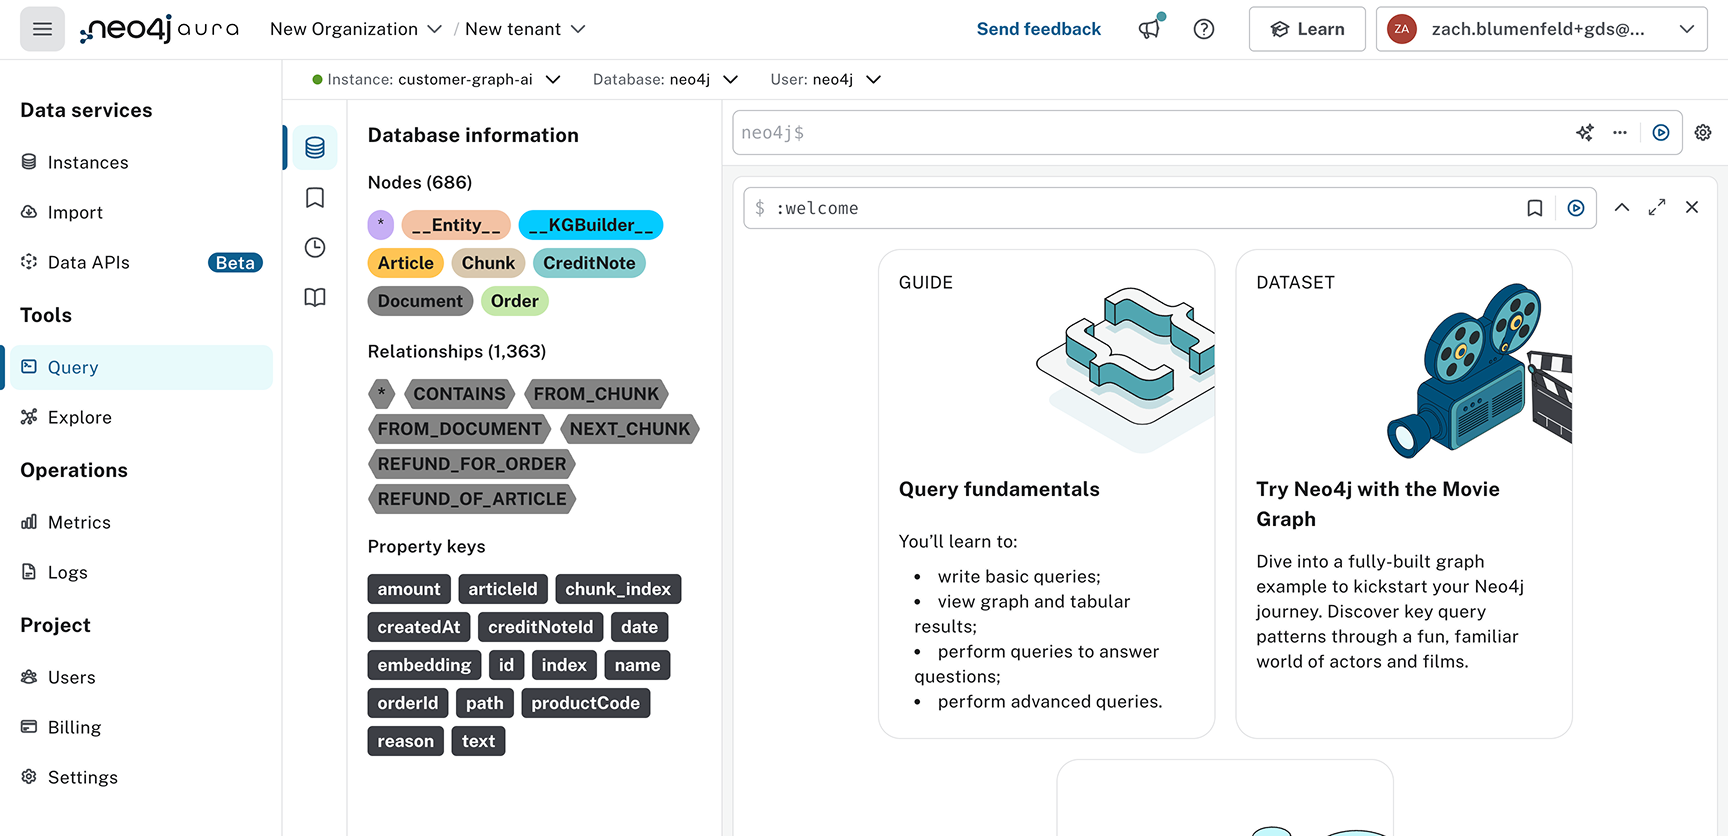 neo4j aura
New Organization / New tenant
Send feedback
Learn
ZA zach.blumenfeld+gds@...
Data services
Instances
Import
Data APIs Beta
Tools
Query
Explore
Operations
Metrics
Logs
Project
Users
Billing
Settings
Instance: customer-graph-ai Database: neo4j User: neo4j
Database information
Nodes (686)
* __Entity__ __KGBuilder__
Article Chunk CreditNote
Document Order
Relationships (1,363)
* CONTAINS FROM_CHUNK
FROM_DOCUMENT NEXT_CHUNK
REFUND_FOR_ORDER
REFUND_OF_ARTICLE
Property keys
amount articleId chunk_index
createdAt creditNoteId date
embedding id index name
orderId path productCode
reason text
neo4j$
$ :welcome
GUIDE
Query fundamentals
You’ll learn to:
• write basic queries;
• view graph and tabular
results;
• perform queries to answer
questions;
• perform advanced queries.
DATASET
Try Neo4j with the Movie
Graph
Dive into a fully-built graph
example to kickstart your Neo4j
journey. Discover key query
patterns through a fun, familiar
world of actors and films.